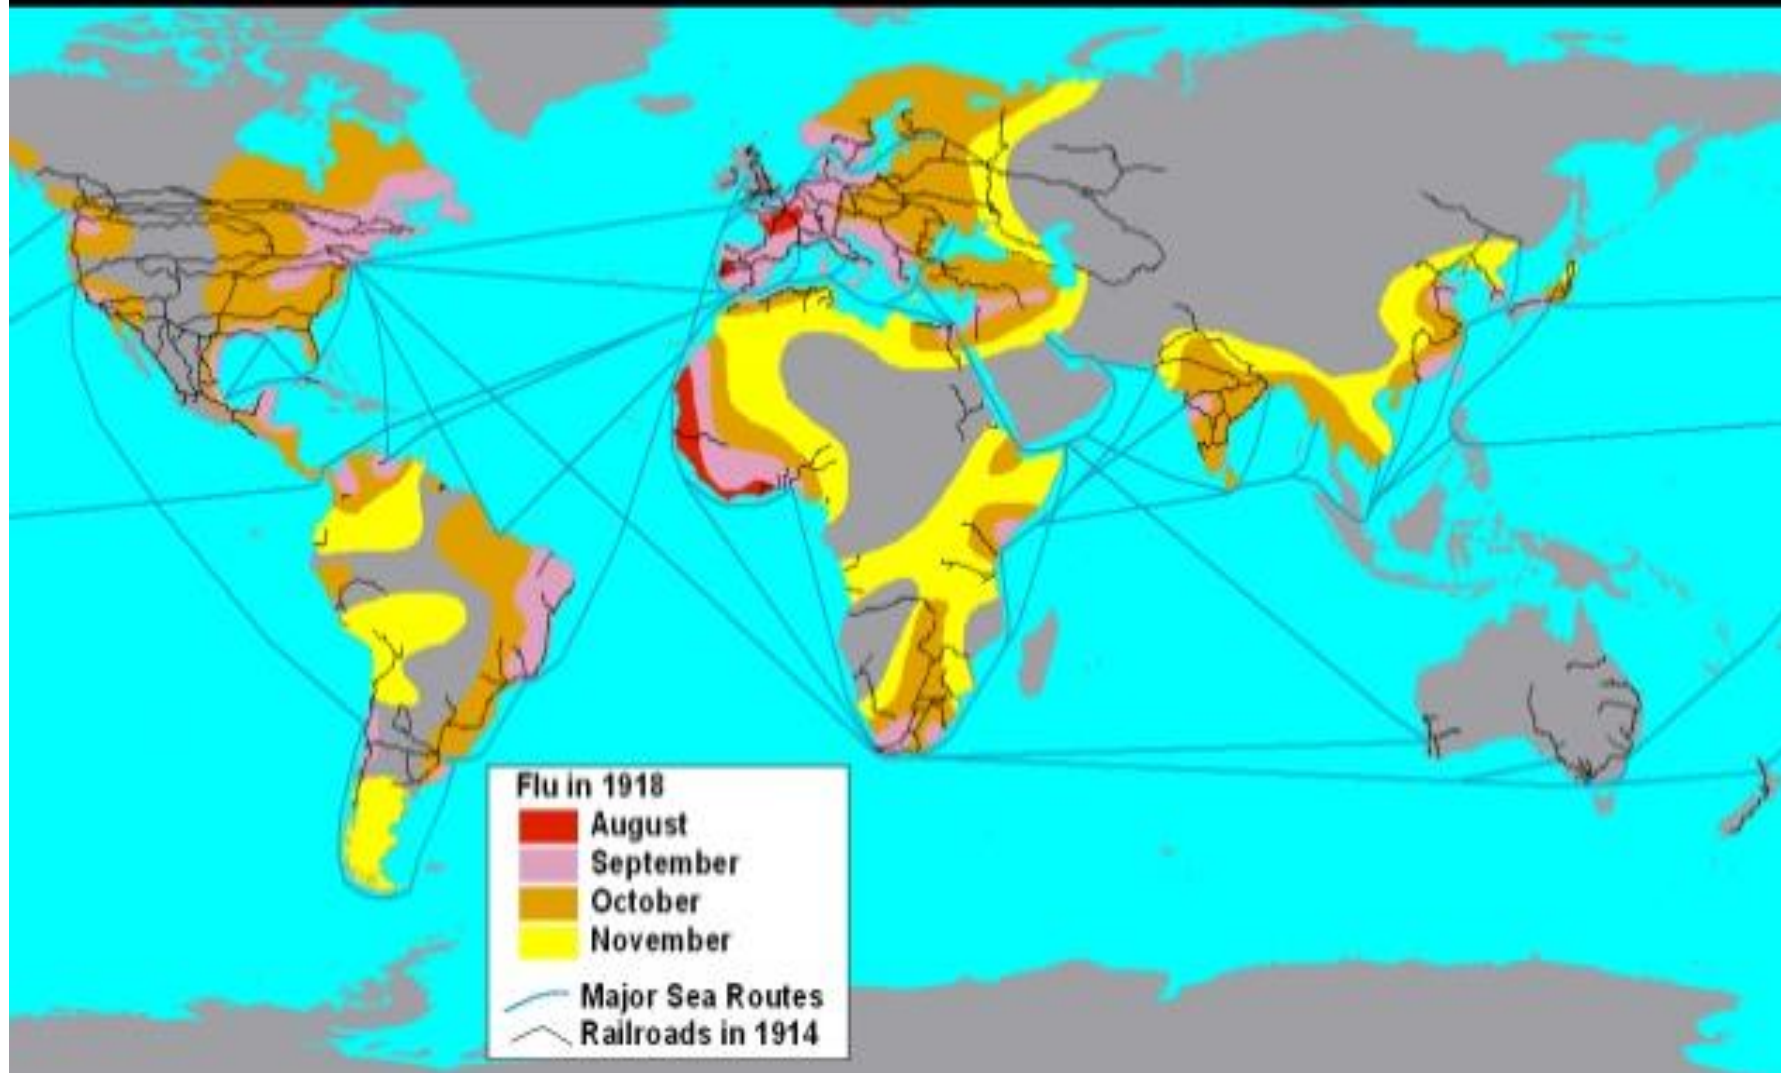 Flu in 1918
August
September
October
November
Major Sea Routes
Railroads in 1914